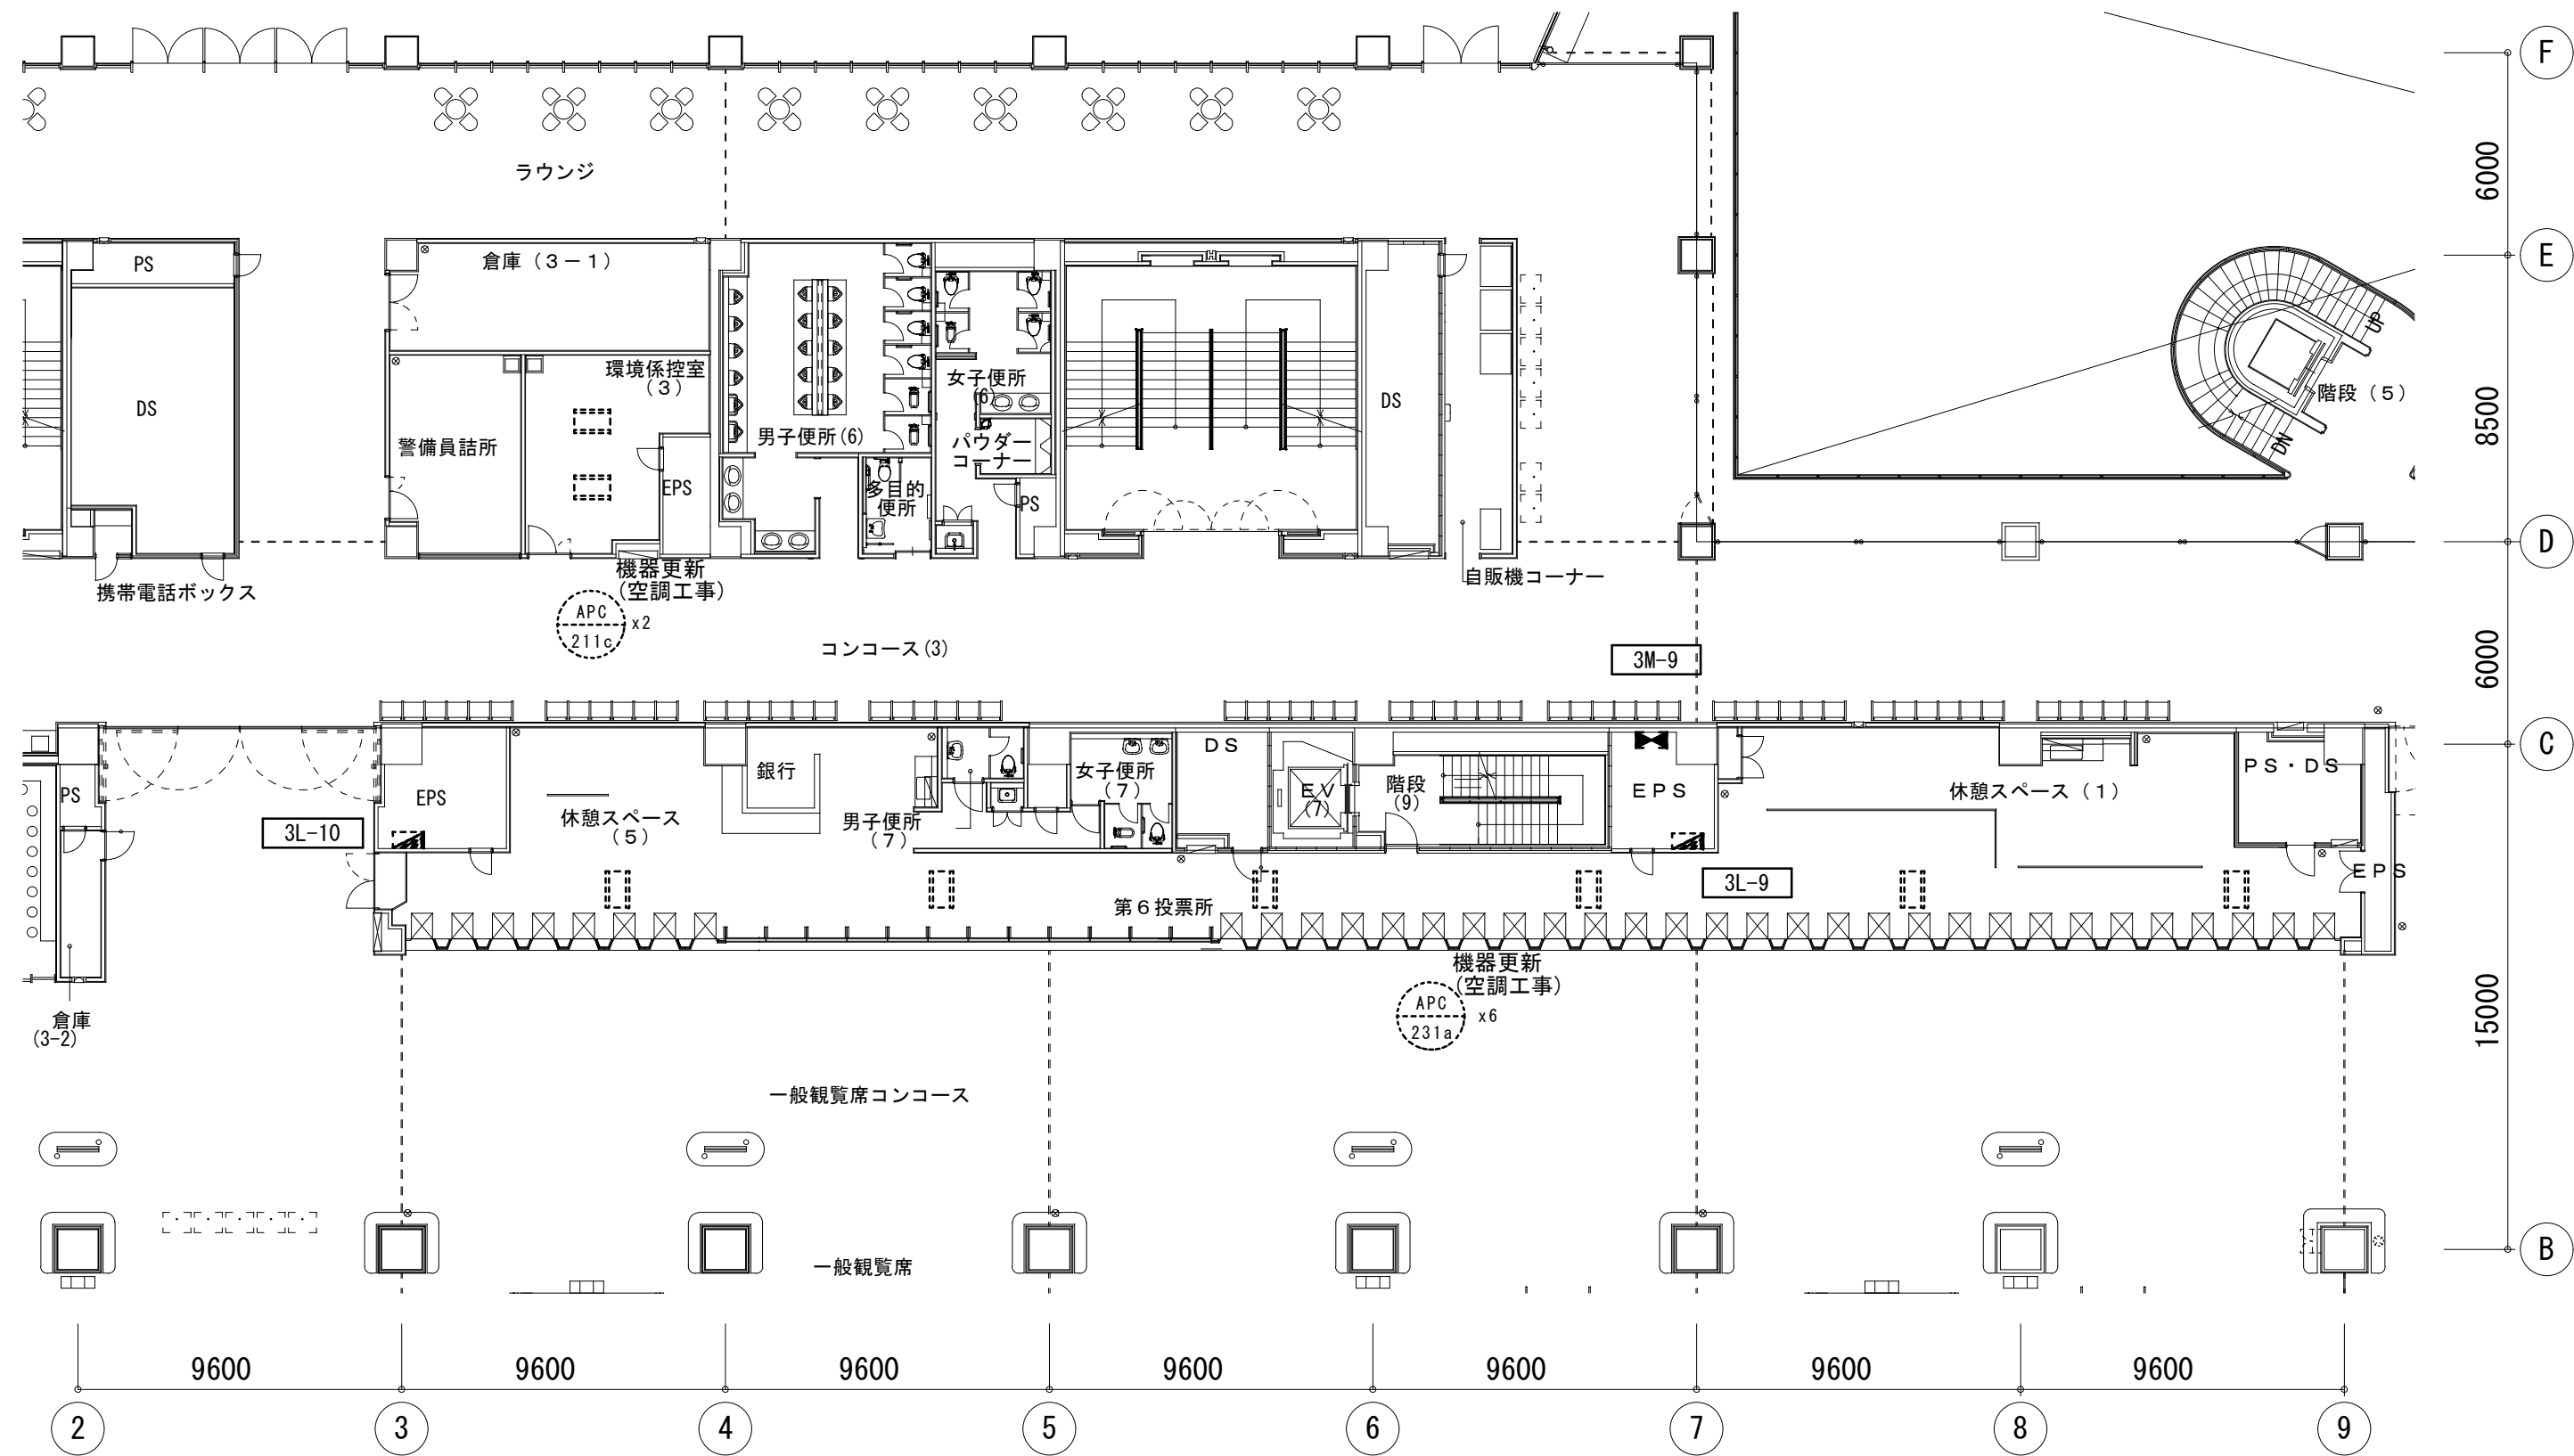 F
6000
ラウンジ
E
PS
倉庫(3-1)
UP
環境係控室
(3)
女子便所
(6)
DS
DS
階段(5)
8500
警備員詰所
男子便所(6)
パウダー
コーナー
DN
EPS
多目的
便所
PS
D
機器更新
(空調工事)
自販機コーナー
携帯電話ボックス
APC
211c
x2
コンコース(3)
3M-9
6000
C
DS
銀行
女子便所
(7)
PS・DS
PS
EPS
EV
(7)
階段
(9)
EPS
休憩スペース(1)
休憩スペース
(5)
男子便所
(7)
3L-10
EPS
3L-9
第6投票所
機器更新
(空調工事)
APC
231a
x6
15000
倉庫
(3-2)
一般観覧席コンコース
B
一般観覧席
9600
9600
9600
9600
9600
9600
9600
2
3
4
5
6
7
8
9